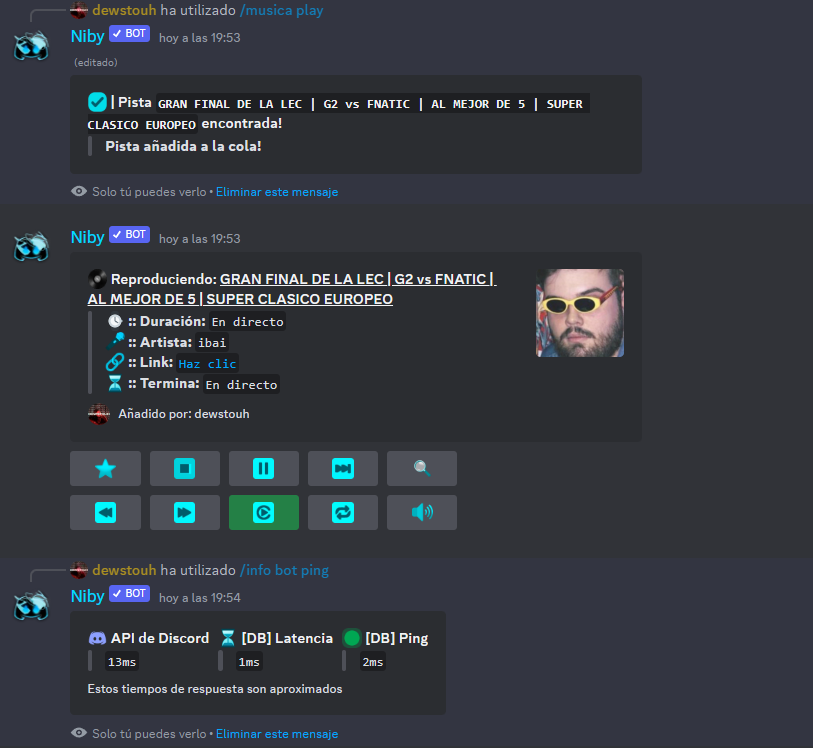 dewstouh ha utilizado /musica play
Niby ✓ BOT hoy a las 19:53
(editado)
| Pista GRAN FINAL DE LA LEC | G2 vs FNATIC | AL MEJOR DE 5 | SUPER
CLASICO EUROPEO encontrada!
Pista añadida a la cola!
Solo tú puedes verlo • Eliminar este mensaje
Niby ✓ BOT hoy a las 19:53
Reproduciendo: GRAN FINAL DE LA LEC | G2 vs FNATIC |
AL MEJOR DE 5 | SUPER CLASICO EUROPEO
:: Duración: En directo
:: Artista: ibai
:: Link: Haz clic
:: Termina: En directo
Añadido por: dewstouh
dewstouh ha utilizado /info bot ping
Niby ✓ BOT hoy a las 19:54
API de Discord [DB] Latencia [DB] Ping
13ms 1ms 2ms
Estos tiempos de respuesta son aproximados
Solo tú puedes verlo • Eliminar este mensaje